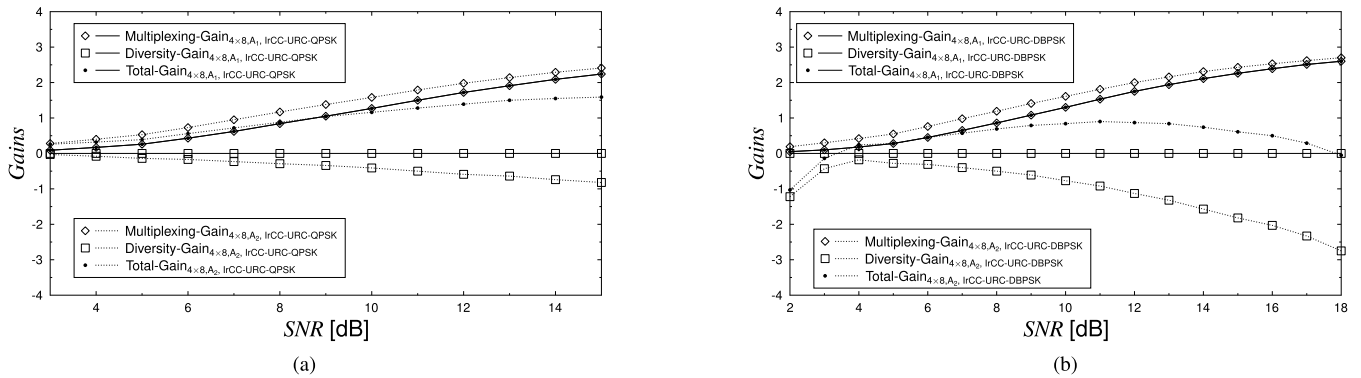 4
3
2
1
0
-1
-2
-3
-4
Gains
Multiplexing-Gain4×8,A1, IrCC-URC-QPSK
Diversity-Gain4×8,A1, IrCC-URC-QPSK
Total-Gain4×8,A1, IrCC-URC-QPSK
Multiplexing-Gain4×8,A2, IrCC-URC-QPSK
Diversity-Gain4×8,A2, IrCC-URC-QPSK
Total-Gain4×8,A2, IrCC-URC-QPSK
4 6 8 10 12 14
SNR [dB]
(a)
4
3
2
1
0
-1
-2
-3
-4
Gains
Multiplexing-Gain4×8,A1, IrCC-URC-DBPSK
Diversity-Gain4×8,A1, IrCC-URC-DBPSK
Total-Gain4×8,A1, IrCC-URC-DBPSK
Multiplexing-Gain4×8,A2, IrCC-URC-DBPSK
Diversity-Gain4×8,A2, IrCC-URC-DBPSK
Total-Gain4×8,A2, IrCC-URC-DBPSK
2 4 6 8 10 12 14 16 18
SNR [dB]
(b)